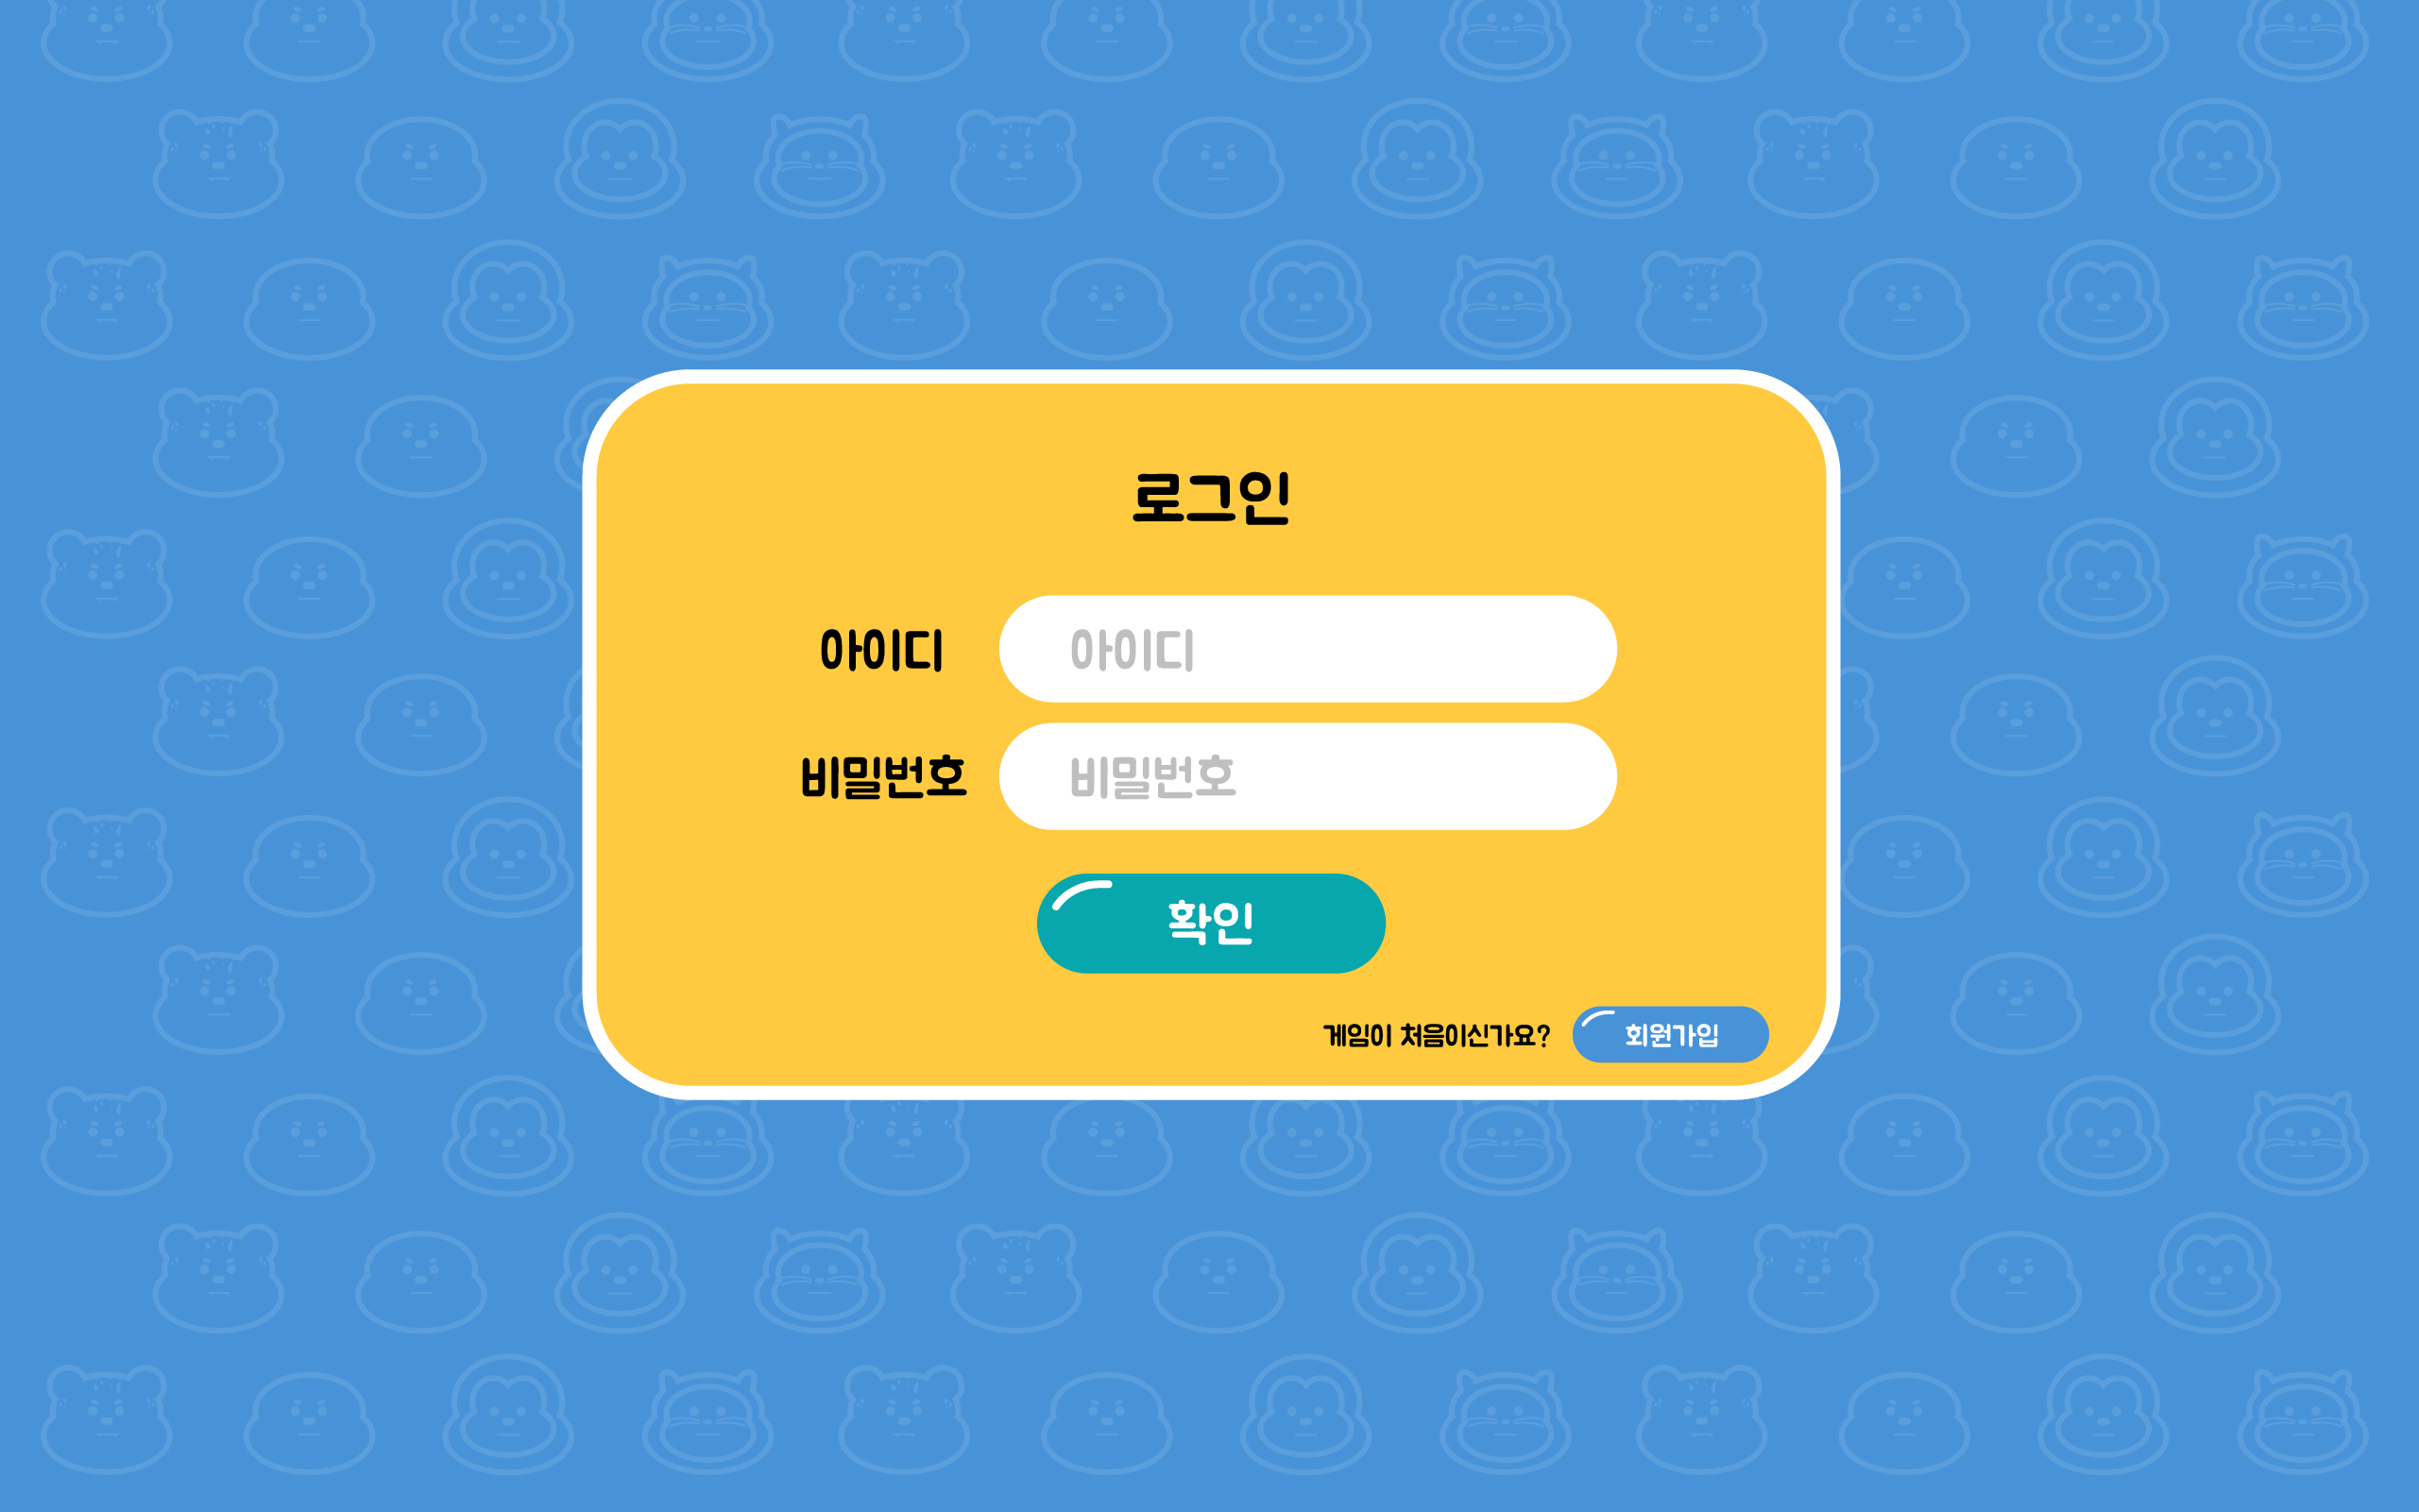 로그인
아이디 아이디
비밀번호 비밀번호
확인
게임이 처음이신가요? 회원가입